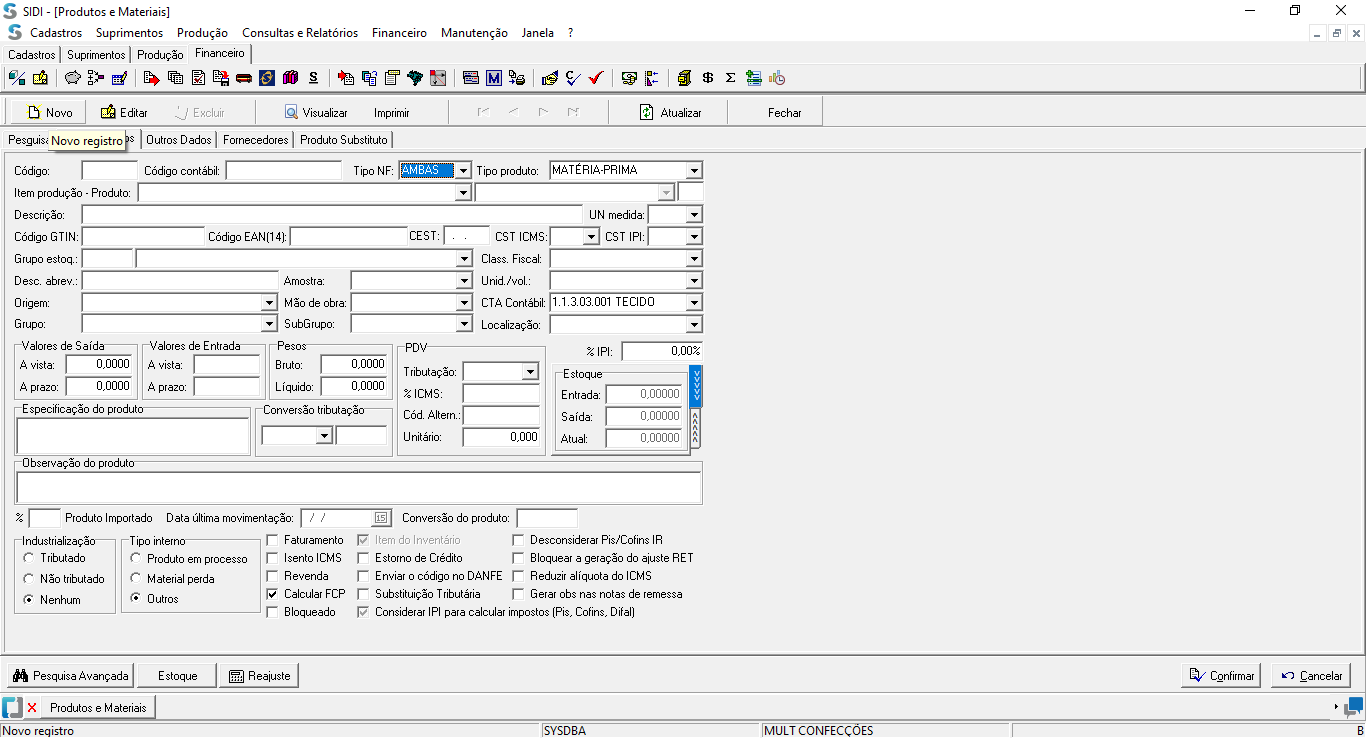 SIDI - [Produtos e Materiais]
Cadastros Suprimentos Produção Consultas e Relatórios Financeiro Manutenção Janela ?
Cadastros Suprimentos Produção Financeiro
Novo Editar Excluir Visualizar Imprimir Atualizar Fechar
Pesquisa os Outros Dados Fornecedores Produto Substituto
Novo registro
Código: Código contábil: Tipo NF: AMBAS Tipo produto: MATÉRIA-PRIMA
Item produção - Produto:
Descrição: UN medida:
Código GTIN: Código EAN(14): CEST: . . CST ICMS: CST IPI:
Grupo estoq.: Class. Fiscal:
Desc. abrev.: Amostra: Unid./vol.:
Origem: Mão de obra: CTA Contábil: 1.1.3.03.001 TECIDO
Grupo: SubGrupo: Localização:
Valores de Saída Valores de Entrada Pesos PDV % IPI: 0,00%
A vista: 0,0000 A vista: Bruto: 0,0000 Tributação: Estoque
A prazo: 0,0000 A prazo: Líquido: 0,0000 % ICMS: Entrada: 0,00000
Especificação do produto Conversão tributação Cód. Altern.: Saída: 0,00000
Unitário: 0,000 Atual: 0,00000
Observação do produto
% Produto Importado Data última movimentação: / / 15 Conversão do produto:
Industrialização Tipo interno Faturamento Item do Inventário Desconsiderar Pis/Cofins IR
Tributado Produto em processo Isento ICMS Estorno de Crédito Bloquear a geração do ajuste RET
Não tributado Material perda Revenda Enviar o código no DANFE Reduzir alíquota do ICMS
Nenhum Outros Calcular FCP Substituição Tributária Gerar obs nas notas de remessa
Bloqueado Considerar IPI para calcular impostos (Pis, Cofins, Difal)
Pesquisa Avançada Estoque Reajuste Confirmar Cancelar
Produtos e Materiais
Novo registro SYSDBA MULT CONFECÇÕES B